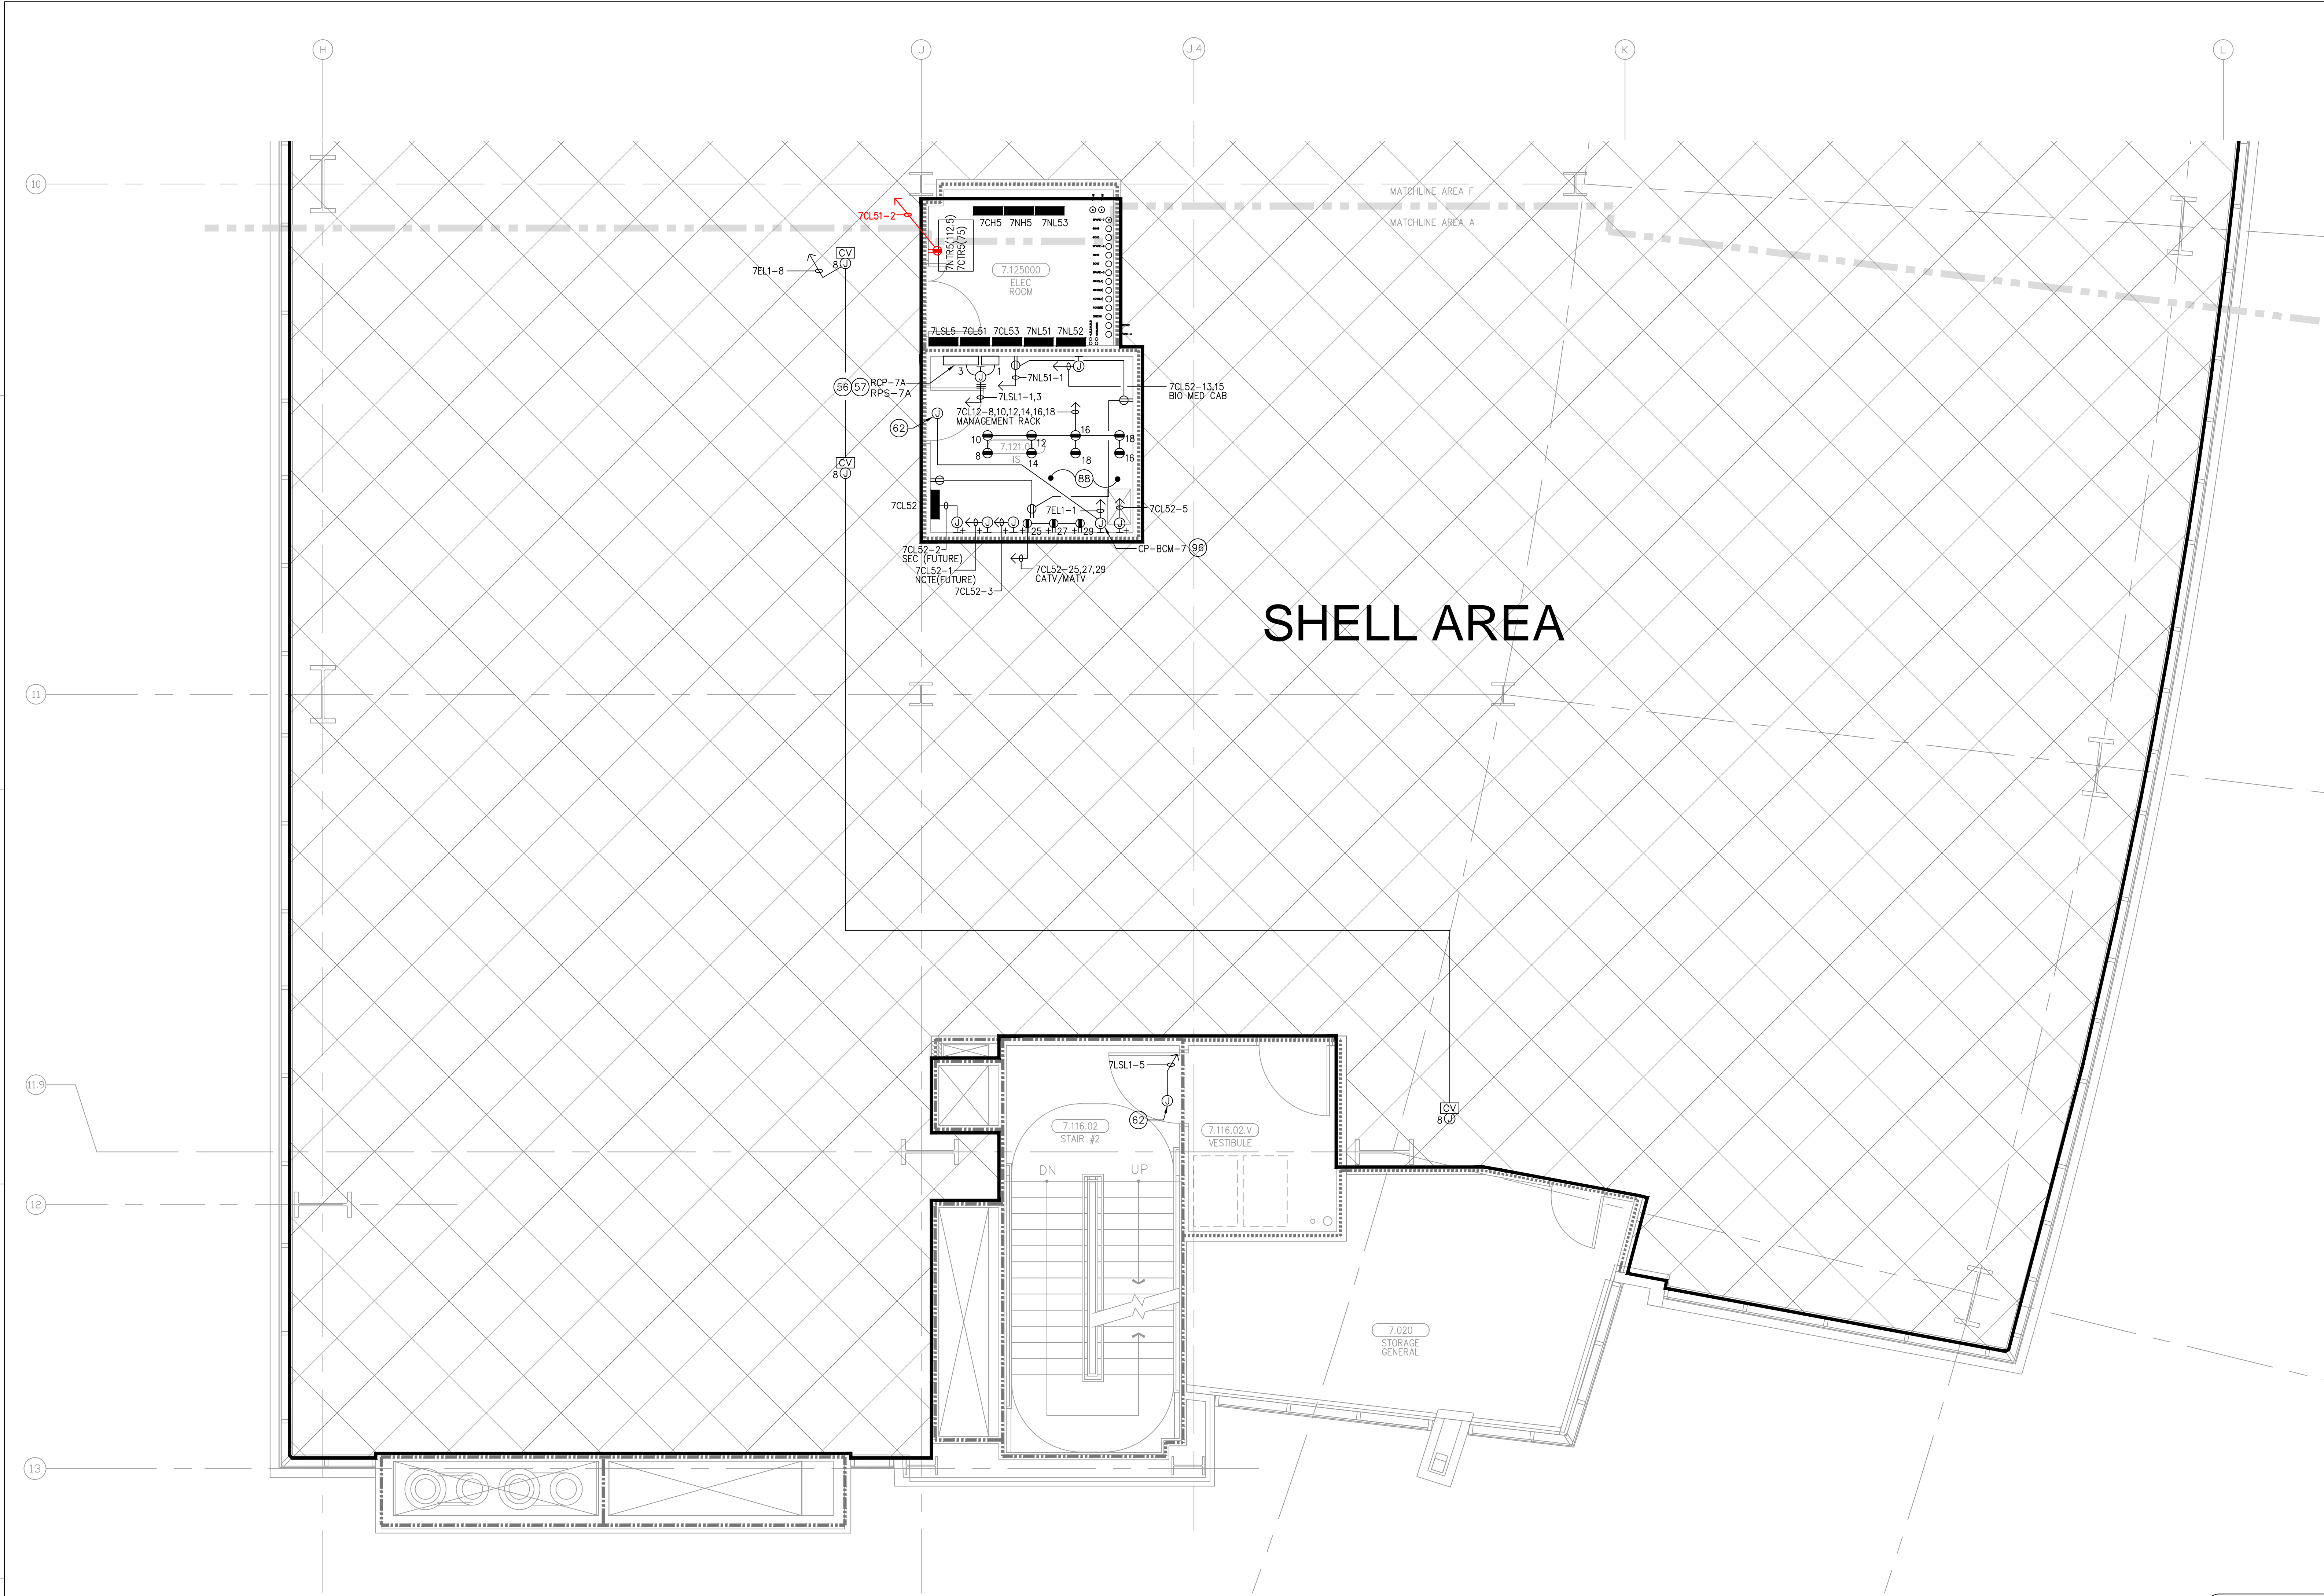 H
J
J.4
K
L
10
MATCHLINE AREA F
MATCHLINE AREA A
7CL51-2
7NTR5(112.5)
7CTR5(75)
7CH5
7NH5
7NL53
7EL1-8
CV
8
J
7.125000
ELEC
ROOM
7LSL5
7CL51
7CL53
7NL51
7NL52
56
57
RCP-7A
RPS-7A
3
1
J
J
7NL51-1
7LSL1-1,3
7CL52-13,15
BIO MED CAB
J
62
7CL12-8,10,12,14,16,18
MANAGEMENT RACK
10
12
16
18
7.121.0
IS
8
14
18
16
CV
8
J
88
7CL52
7EL1-1
7CL52-5
J
J
J
25
27
29
J
J
7CL52-2
SEC (FUTURE)
7CL52-1
NCTE(FUTURE)
7CL52-3
7CL52-25,27,29
CATV/MATV
CP-BCM-7
96
SHELL AREA
11
11.9
7LSL1-5
J
62
7.116.02
STAIR #2
7.116.02.V
VESTIBULE
CV
8
J
DN
UP
12
7.020
STORAGE
GENERAL
13